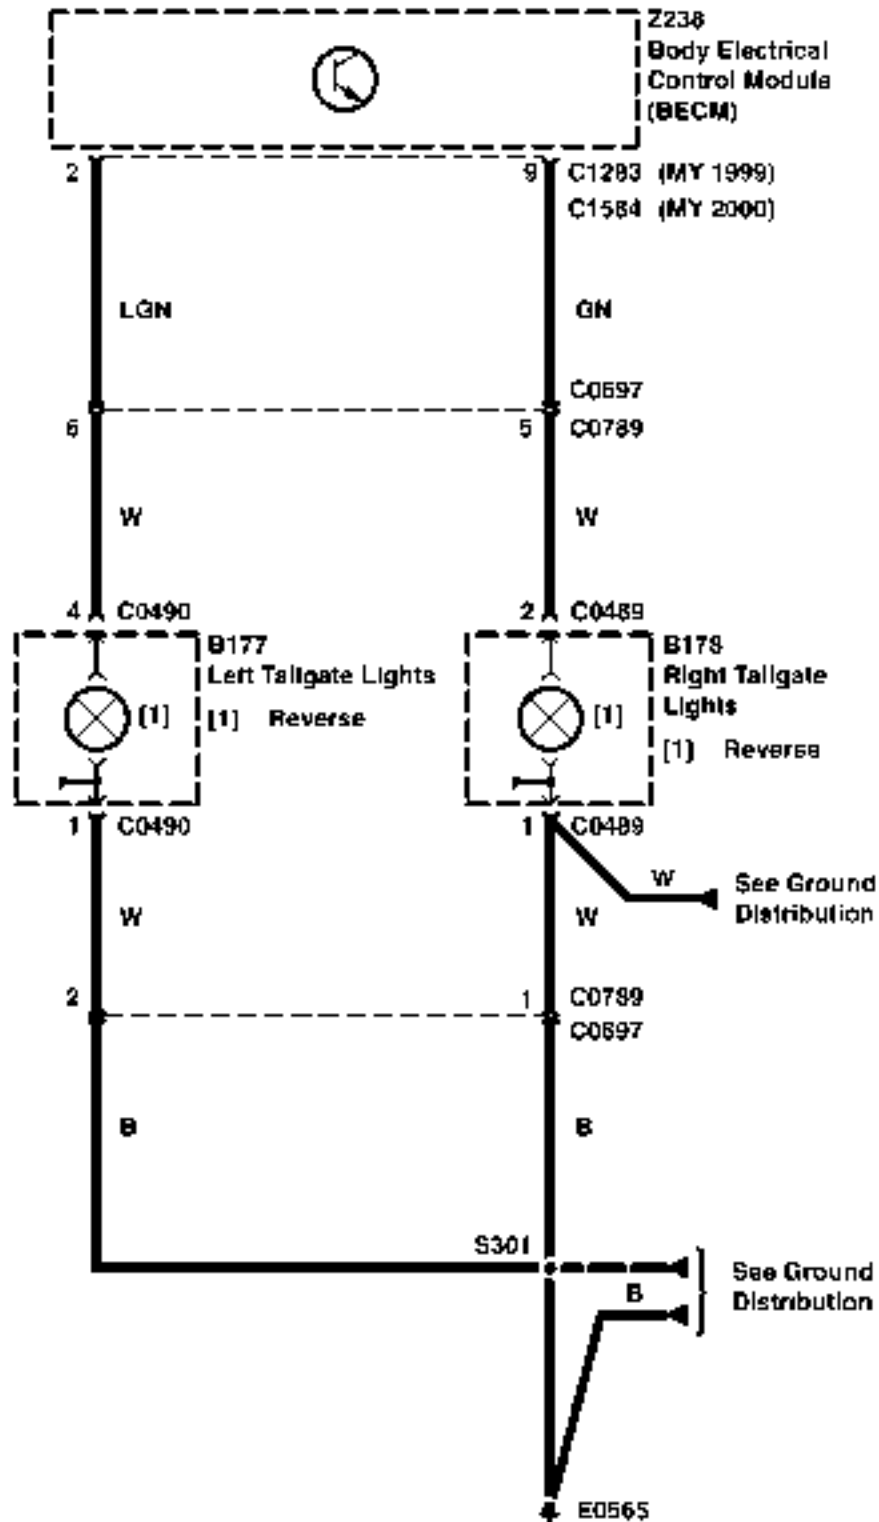 Z238
Body Electrical
Control Module
(BECM)
2
9 C1283 (MY 1999)
C1584 (MY 2000)
LGN
GN
C0697
6
5 C0789
W
W
4 C0490
2 C0489
B177
Left Tailgate Lights
[1] Reverse
[1]
B178
Right Tailgate
Lights
[1] Reverse
[1]
1 C0490
1 C0489
W
See Ground
Distribution
W
W
2
1 C0789
C0697
B
B
S301
See Ground
Distribution
B
E0565